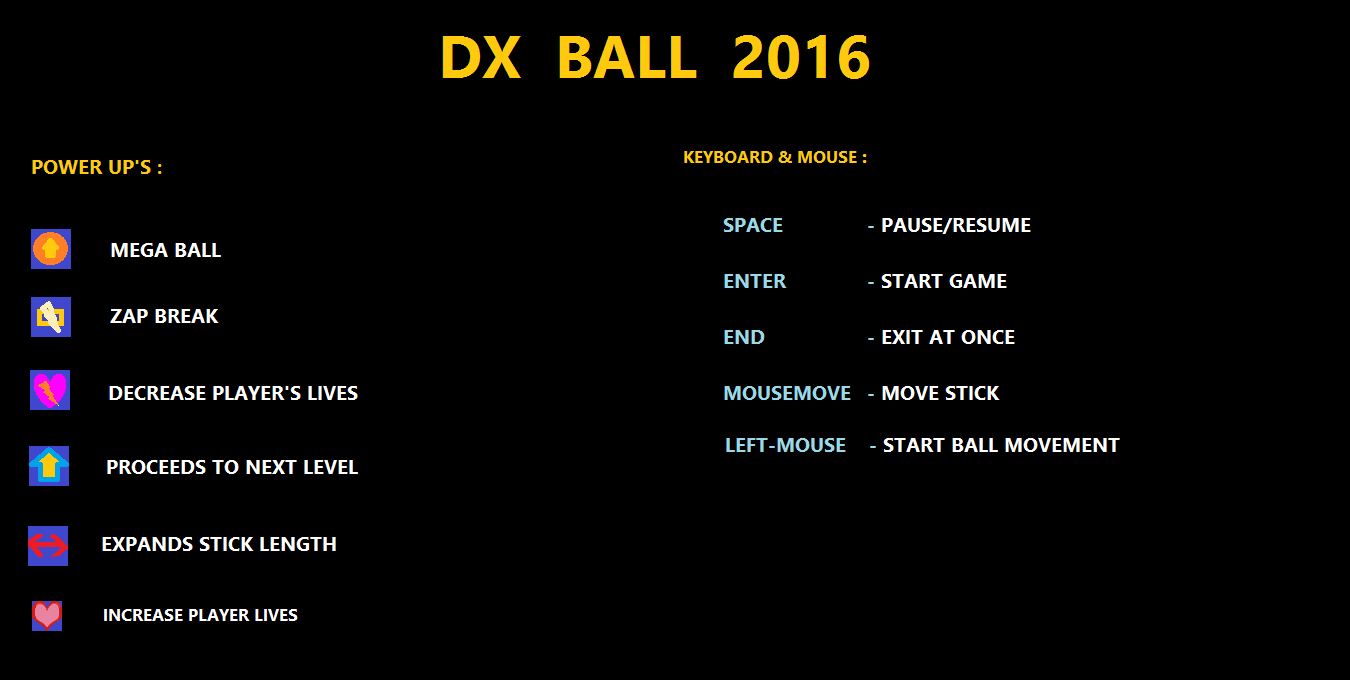 DX BALL 2016
POWER UP'S :
MEGA BALL
ZAP BREAK
DECREASE PLAYER'S LIVES
PROCEEDS TO NEXT LEVEL
EXPANDS STICK LENGTH
INCREASE PLAYER LIVES
KEYBOARD & MOUSE :
SPACE - PAUSE/RESUME
ENTER - START GAME
END - EXIT AT ONCE
MOUSEMOVE - MOVE STICK
LEFT-MOUSE - START BALL MOVEMENT